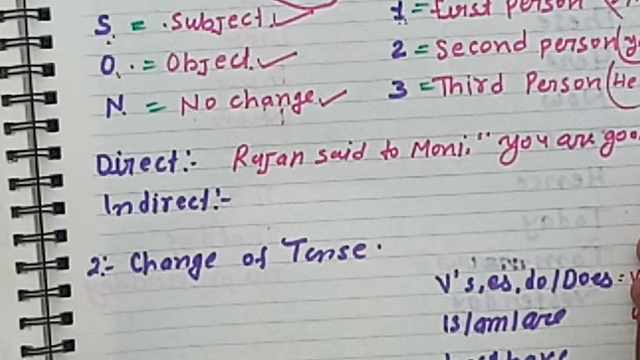 S. = Subject. 1 = First person
O. = Object. 2 = Second person
N = No change 3 = Third Person (He
Direct:- Rajan said to Moni, "you are
Indirect:-
2:- Change of Tense.
V's, es, do/Does =
is/am/are